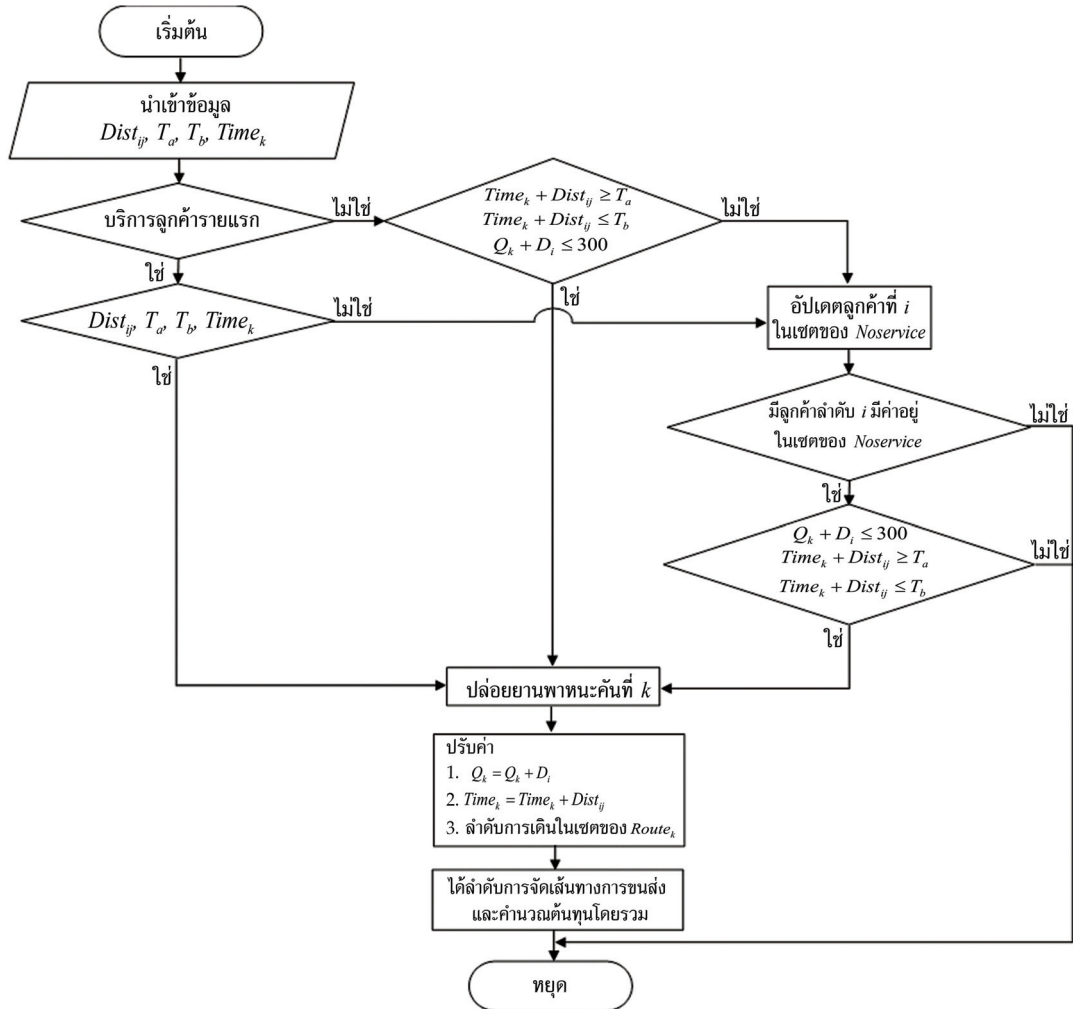 เริ่มต้น
นำเข้าข้อมูล
Dist_ij, T_a, T_b, Time_k
บริการลูกค้ารายแรก
ไม่ใช่
Time_k + Dist_ij ≥ T_a
Time_k + Dist_ij ≤ T_b
Q_k + D_i ≤ 300
ไม่ใช่
ใช่
ใช่
Dist_ij, T_a, T_b, Time_k
ไม่ใช่
อัปเดตลูกค้าที่ i
ในเซตของ Noservice
ใช่
มีลูกค้าลำดับ i มีค่าอยู่
ในเซตของ Noservice
ไม่ใช่
ใช่
Q_k + D_i ≤ 300
Time_k + Dist_ij ≥ T_a
Time_k + Dist_ij ≤ T_b
ไม่ใช่
ใช่
ปล่อยยานพาหนะคันที่ k
ปรับค่า
1. Q_k = Q_k + D_i
2. Time_k = Time_k + Dist_ij
3. ลำดับการเดินในเซตของ Route_k
ได้ลำดับการจัดเส้นทางการขนส่ง
และคำนวณต้นทุนโดยรวม
หยุด